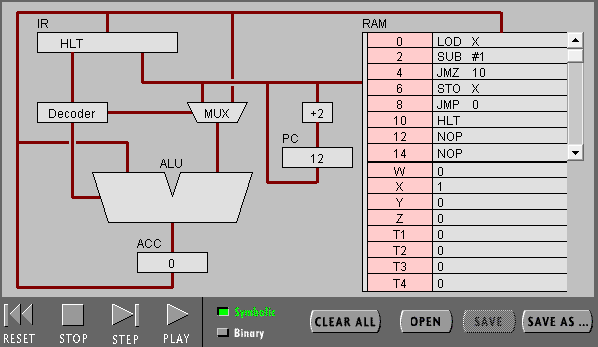 IR
HLT
RAM
0 LOD X
2 SUB #1
4 JMZ 10
6 STO X
8 JMP 0
10 HLT
12 NOP
14 NOP
W 0
X 1
Y 0
Z 0
T1 0
T2 0
T3 0
T4 0
Decoder
MUX
+2
PC
12
ALU
ACC
0
RESET
STOP
STEP
PLAY
Symbolic
Binary
CLEAR ALL
OPEN
SAVE
SAVE AS ...